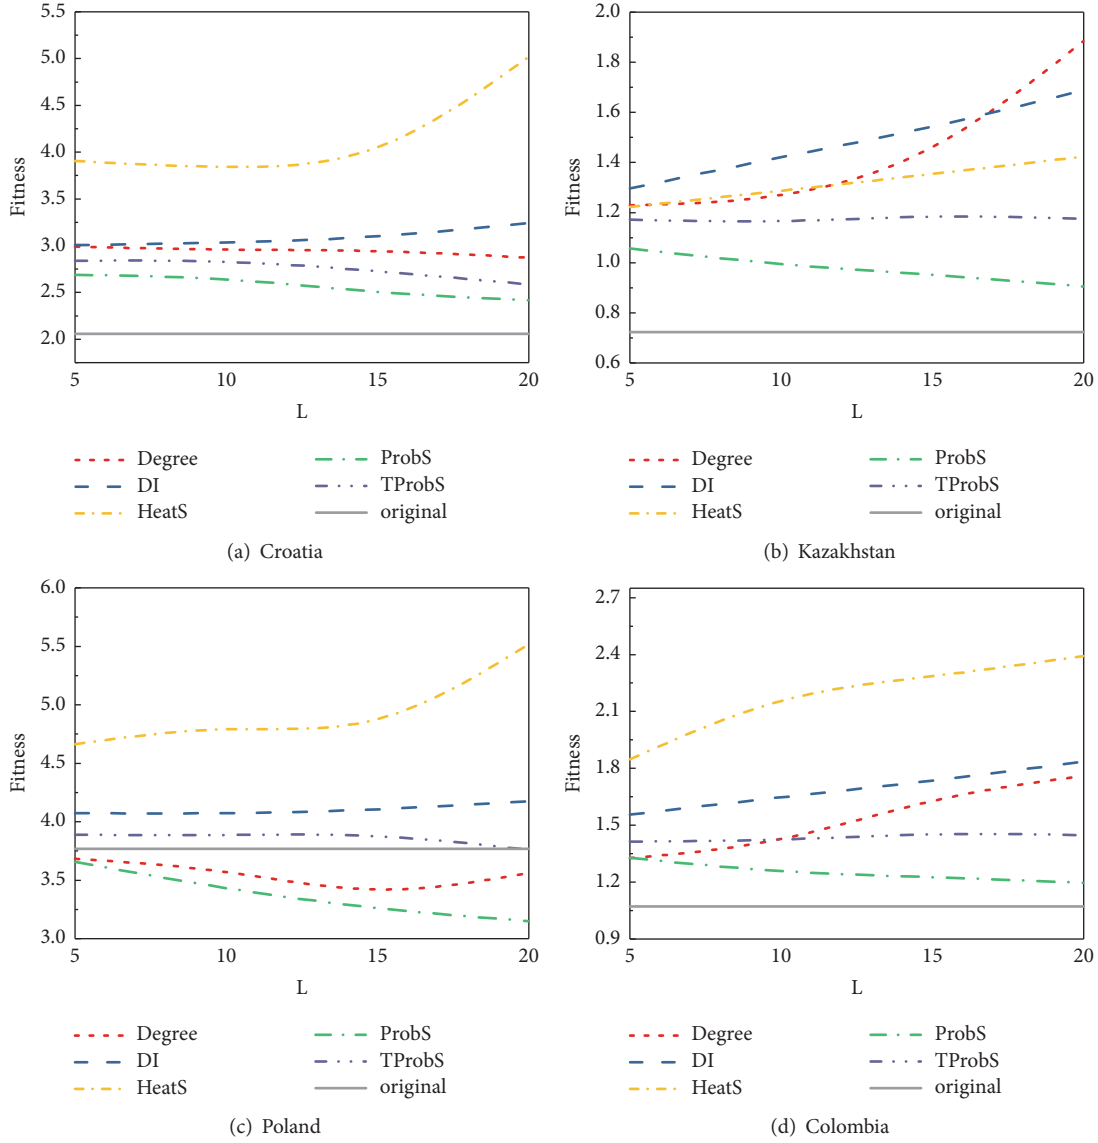 5.5
5.0
4.5
4.0
3.5
3.0
2.5
2.0
Fitness
5 10 15 20
L
Degree
DI
HeatS
ProbS
TProbS
original
(a) Croatia
2.0
1.8
1.6
1.4
1.2
1.0
0.8
0.6
Fitness
5 10 15 20
L
Degree
DI
HeatS
ProbS
TProbS
original
(b) Kazakhstan
6.0
5.5
5.0
4.5
4.0
3.5
3.0
Fitness
5 10 15 20
L
Degree
DI
HeatS
ProbS
TProbS
original
(c) Poland
2.7
2.4
2.1
1.8
1.5
1.2
0.9
Fitness
5 10 15 20
L
Degree
DI
HeatS
ProbS
TProbS
original
(d) Colombia